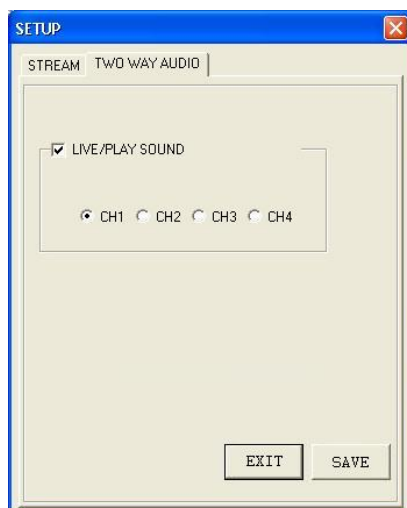 SETUP
STREAM TWO WAY AUDIO
LIVE/PLAY SOUND
CH1 CH2 CH3 CH4
EXIT SAVE